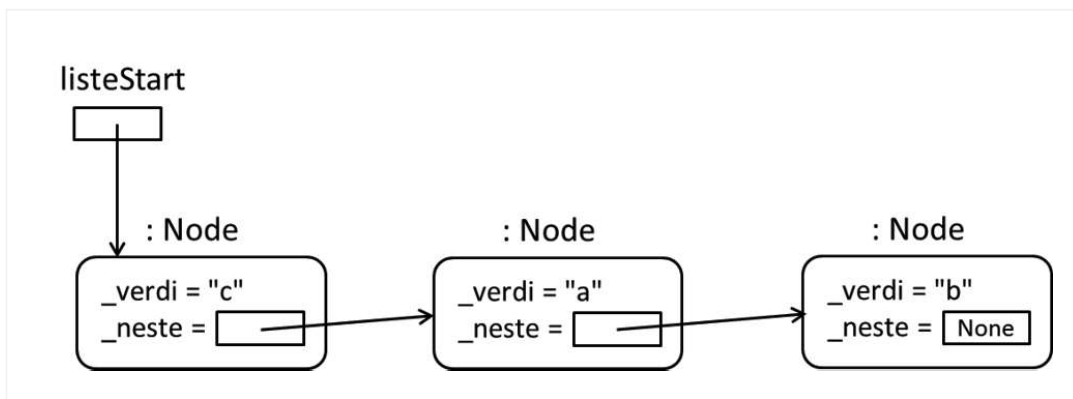 listeStart
: Node
_verdi = "c"
_neste =
: Node
_verdi = "a"
_neste =
: Node
_verdi = "b"
_neste = None